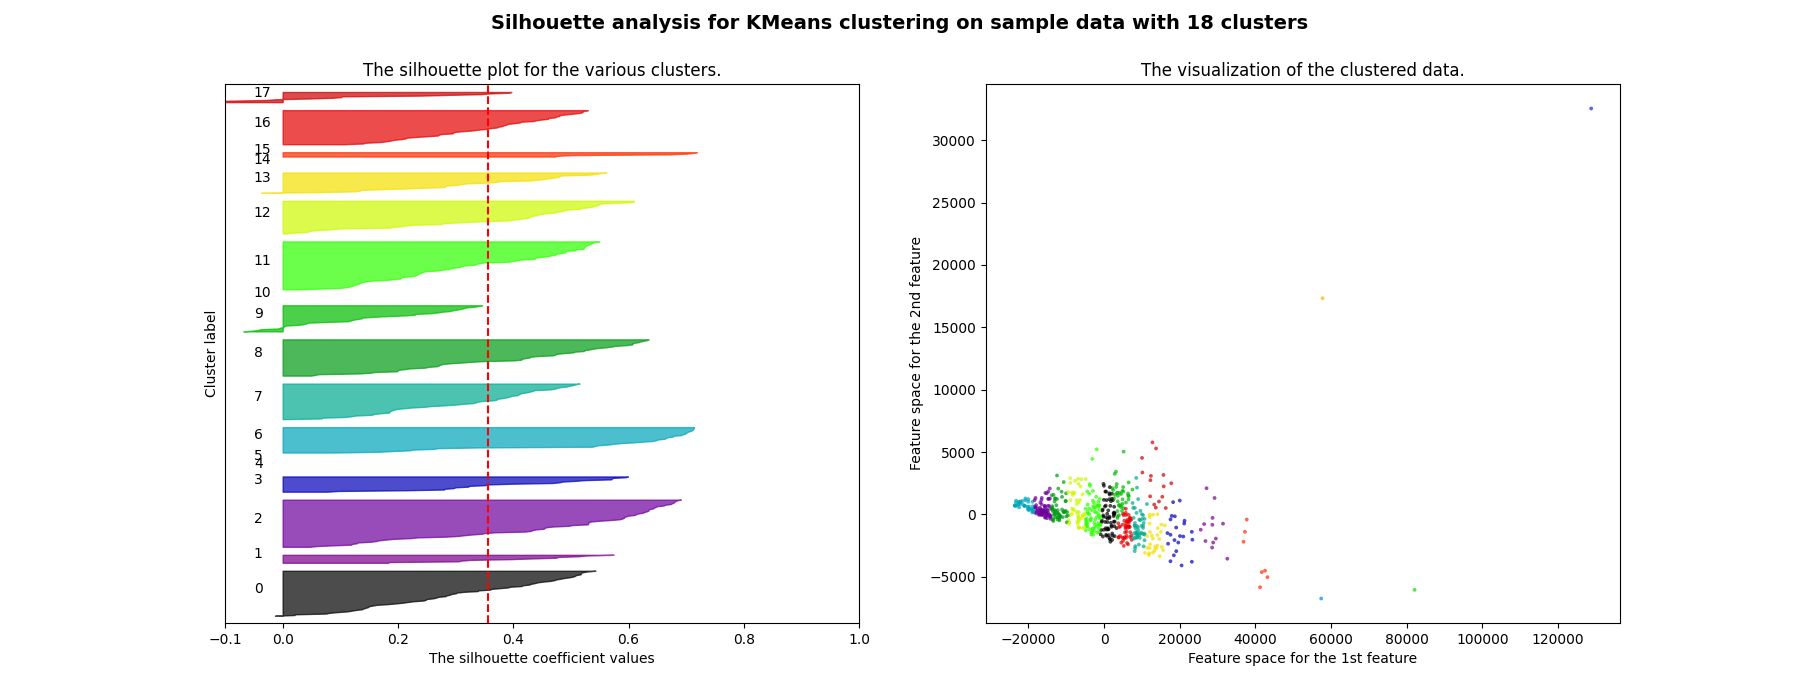 Silhouette analysis for KMeans clustering on sample data with 18 clusters
The silhouette plot for the various clusters.
Cluster label
17
16
15
14
13
12
11
10
9
8
7
6
5
4
3
2
1
0
−0.1 0.0 0.2 0.4 0.6 0.8 1.0
The silhouette coefficient values
The visualization of the clustered data.
Feature space for the 2nd feature
30000
25000
20000
15000
10000
5000
0
−5000
−20000 0 20000 40000 60000 80000 100000 120000
Feature space for the 1st feature